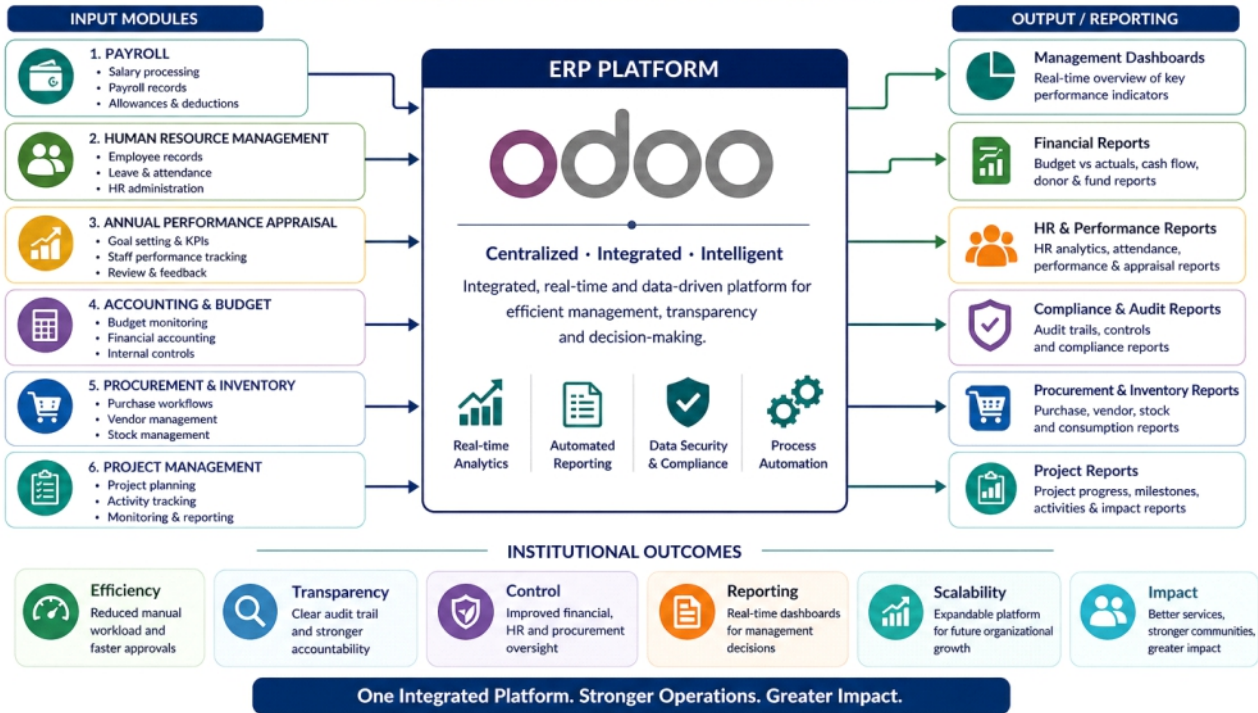 INPUT MODULES
1. PAYROLL
• Salary processing
• Payroll records
• Allowances & deductions
2. HUMAN RESOURCE MANAGEMENT
• Employee records
• Leave & attendance
• HR administration
3. ANNUAL PERFORMANCE APPRAISAL
• Goal setting & KPIs
• Staff performance tracking
• Review & feedback
4. ACCOUNTING & BUDGET
• Budget monitoring
• Financial accounting
• Internal controls
5. PROCUREMENT & INVENTORY
• Purchase workflows
• Vendor management
• Stock management
6. PROJECT MANAGEMENT
• Project planning
• Activity tracking
• Monitoring & reporting
ERP PLATFORM
odoo
Centralized · Integrated · Intelligent
Integrated, real-time and data-driven platform for
efficient management, transparency
and decision-making.
Real-time
Analytics
Automated
Reporting
Data Security
& Compliance
Process
Automation
OUTPUT / REPORTING
Management Dashboards
Real-time overview of key
performance indicators
Financial Reports
Budget vs actuals, cash flow,
donor & fund reports
HR & Performance Reports
HR analytics, attendance,
performance & appraisal reports
Compliance & Audit Reports
Audit trails, controls
and compliance reports
Procurement & Inventory Reports
Purchase, vendor, stock
and consumption reports
Project Reports
Project progress, milestones,
activities & impact reports
INSTITUTIONAL OUTCOMES
Efficiency
Reduced manual
workload and
faster approvals
Transparency
Clear audit trail
and stronger
accountability
Control
Improved financial,
HR and procurement
oversight
Reporting
Real-time dashboards
for management
decisions
Scalability
Expandable platform
for future organizational
growth
Impact
Better services,
stronger communities,
greater impact
One Integrated Platform. Stronger Operations. Greater Impact.